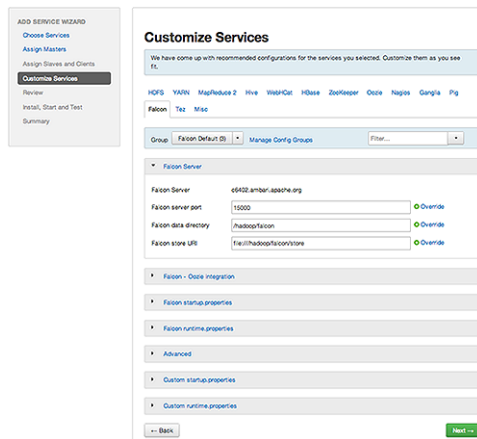 ADD SERVICE WIZARD
Choose Services
Assign Masters
Assign Slaves and Clients
Customize Services
Review
Install, Start and Test
Summary
Customize Services
We have come up with recommended configurations for the services you selected. Customize them as you see
fit.
HDFS YARN MapReduce 2 Hive WebHCat HBase ZooKeeper Oozie Nagios Ganglia Pig
Falcon Tez Misc
Group Falcon Default (3) Manage Config Groups Filter...
Falcon Server
Falcon Server c6402.ambari.apache.org
Falcon server port 15000 Override
Falcon data directory /hadoop/falcon Override
Falcon store URI file:///hadoop/falcon/store Override
Falcon - Oozie integration
Falcon startup.properties
Falcon runtime.properties
Advanced
Custom startup.properties
Custom runtime.properties
← Back Next →